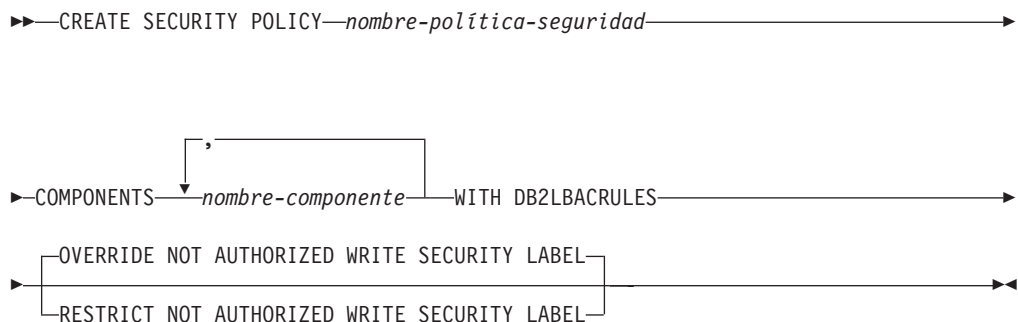 CREATE SECURITY POLICY nombre-política-seguridad
,
COMPONENTS nombre-componente WITH DB2LBACRULES
OVERRIDE NOT AUTHORIZED WRITE SECURITY LABEL
RESTRICT NOT AUTHORIZED WRITE SECURITY LABEL